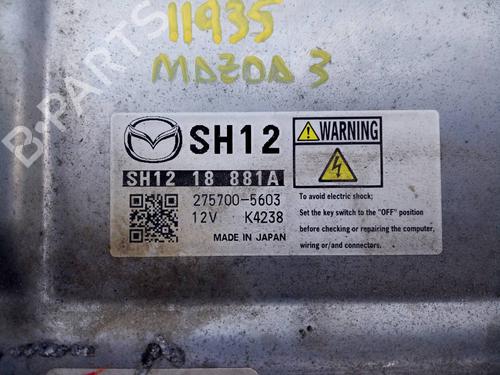 11935
MAZDA 3
B-PARTS
SH12
SH12 18 881A
275700-5603
12V K4238
MADE IN JAPAN
WARNING
To avoid electric shock;
Set the key switch to the "OFF" position
before checking or repairing the computer,
wiring or/and connectors.